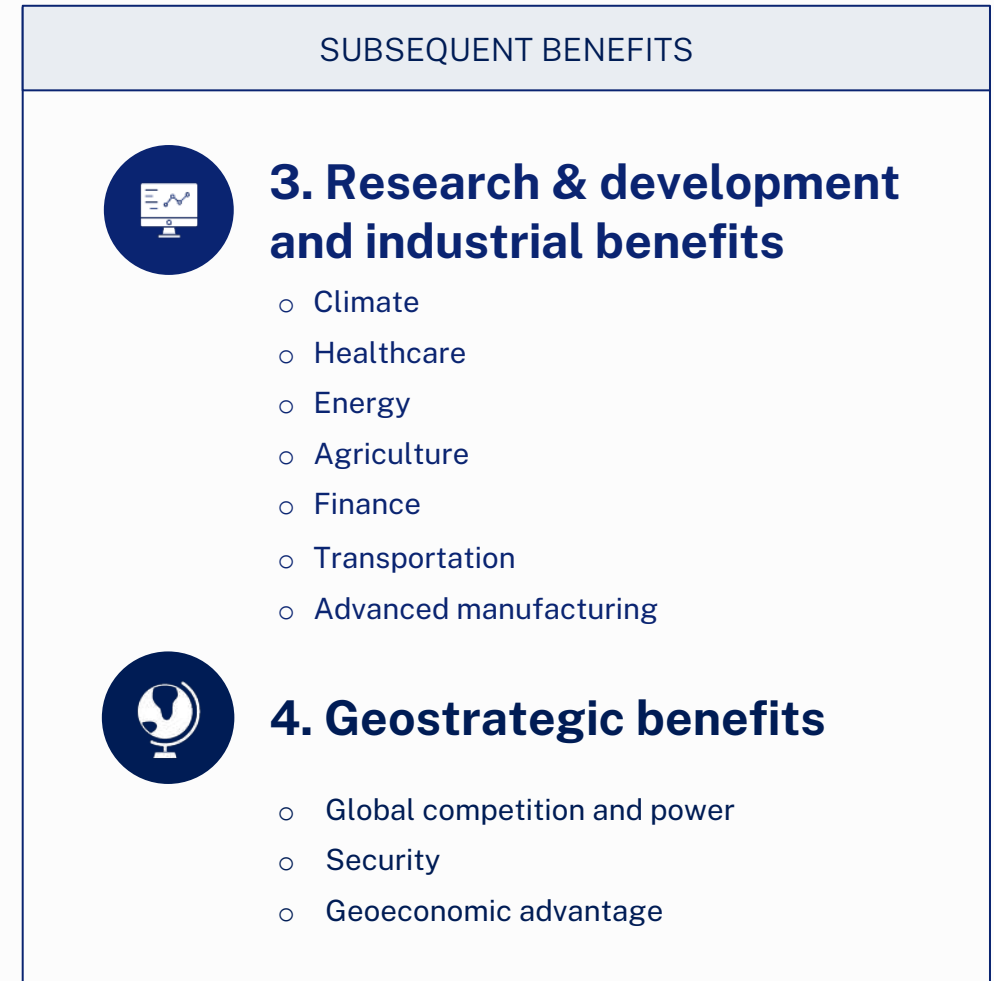 SUBSEQUENT BENEFITS
3. Research & development
and industrial benefits
o Climate
o Healthcare
o Energy
o Agriculture
o Finance
o Transportation
o Advanced manufacturing
4. Geostrategic benefits
o Global competition and power
o Security
o Geoeconomic advantage